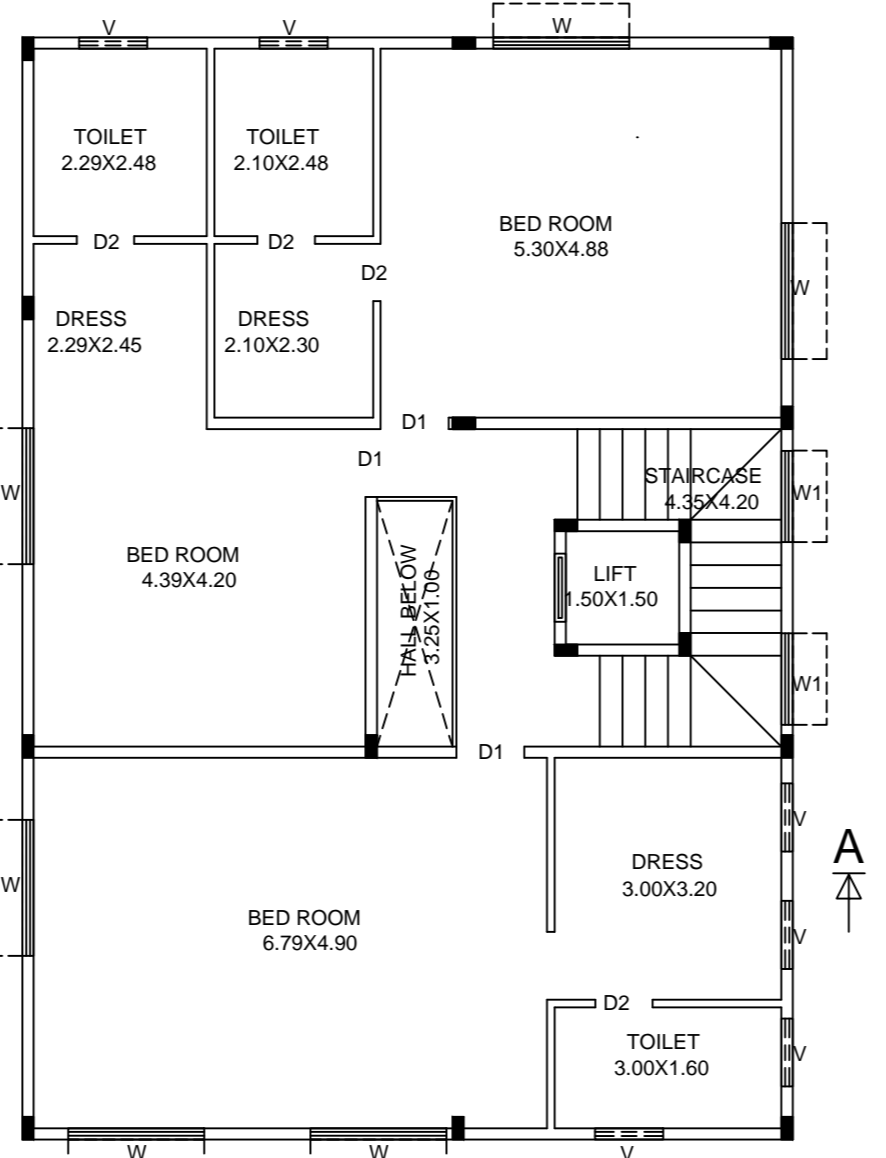 V
V
W
TOILET
2.29X2.48
TOILET
2.10X2.48
BED ROOM
5.30X4.88
D2
D2
D2
W
DRESS
2.29X2.45
DRESS
2.10X2.30
D1
D1
STAIRCASE
4.35X4.20
W
W1
BED ROOM
4.39X4.20
HALL BELOW
3.25X1.00
LIFT
1.50X1.50
W1
D1
V
A
DRESS
3.00X3.20
W
BED ROOM
6.79X4.90
V
D2
TOILET
3.00X1.60
V
W
W
V